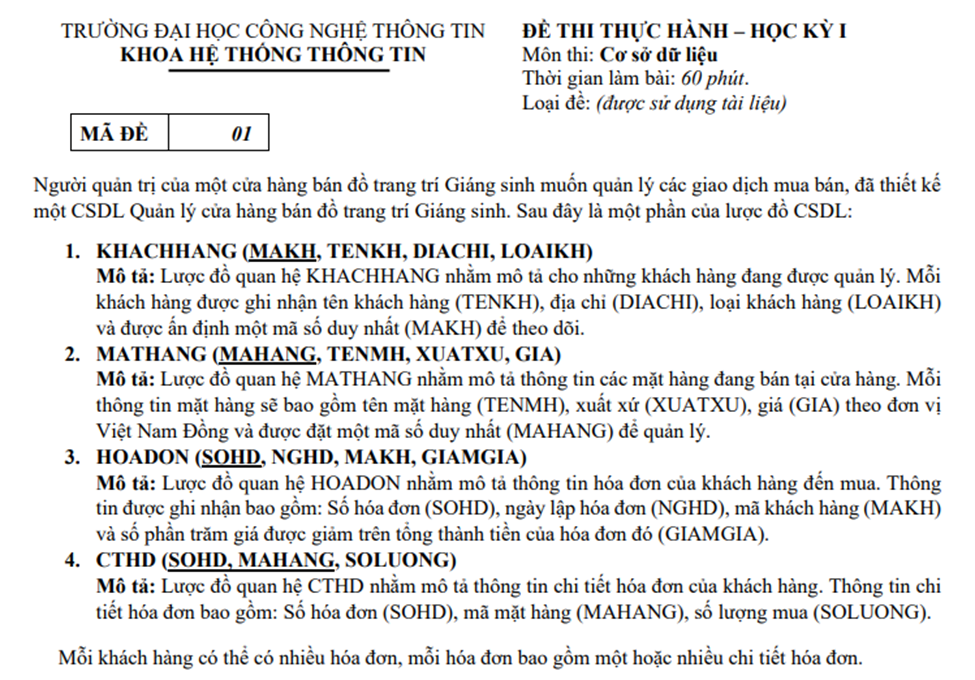 TRƯỜNG ĐẠI HỌC CÔNG NGHỆ THÔNG TIN
KHOA HỆ THỐNG THÔNG TIN
ĐỀ THI THỰC HÀNH – HỌC KỲ I
Môn thi: Cơ sở dữ liệu
Thời gian làm bài: 60 phút.
Loại đề: (được sử dụng tài liệu)
MÃ ĐỀ 01
Người quản trị của một cửa hàng bán đồ trang trí Giáng sinh muốn quản lý các giao dịch mua bán, đã thiết kế
một CSDL Quản lý cửa hàng bán đồ trang trí Giáng sinh. Sau đây là một phần của lược đồ CSDL:
1. KHACHHANG (MAKH, TENKH, DIACHI, LOAIKH)
Mô tả: Lược đồ quan hệ KHACHHANG nhằm mô tả cho những khách hàng đang được quản lý. Mỗi
khách hàng được ghi nhận tên khách hàng (TENKH), địa chỉ (DIACHI), loại khách hàng (LOAIKH)
và được ấn định một mã số duy nhất (MAKH) để theo dõi.
2. MATHANG (MAHANG, TENMH, XUATXU, GIA)
Mô tả: Lược đồ quan hệ MATHANG nhằm mô tả thông tin các mặt hàng đang bán tại cửa hàng. Mỗi
thông tin mặt hàng sẽ bao gồm tên mặt hàng (TENMH), xuất xứ (XUATXU), giá (GIA) theo đơn vị
Việt Nam Đồng và được đặt một mã số duy nhất (MAHANG) để quản lý.
3. HOADON (SOHD, NGHD, MAKH, GIAMGIA)
Mô tả: Lược đồ quan hệ HOADON nhằm mô tả thông tin hóa đơn của khách hàng đến mua. Thông
tin được ghi nhận bao gồm: Số hóa đơn (SOHD), ngày lập hóa đơn (NGHD), mã khách hàng (MAKH)
và số phần trăm giá được giảm trên tổng thành tiền của hóa đơn đó (GIAMGIA).
4. CTHD (SOHD, MAHANG, SOLUONG)
Mô tả: Lược đồ quan hệ CTHD nhằm mô tả thông tin chi tiết hóa đơn của khách hàng. Thông tin chi
tiết hóa đơn bao gồm: Số hóa đơn (SOHD), mã mặt hàng (MAHANG), số lượng mua (SOLUONG).
Mỗi khách hàng có thể có nhiều hóa đơn, mỗi hóa đơn bao gồm một hoặc nhiều chi tiết hóa đơn.